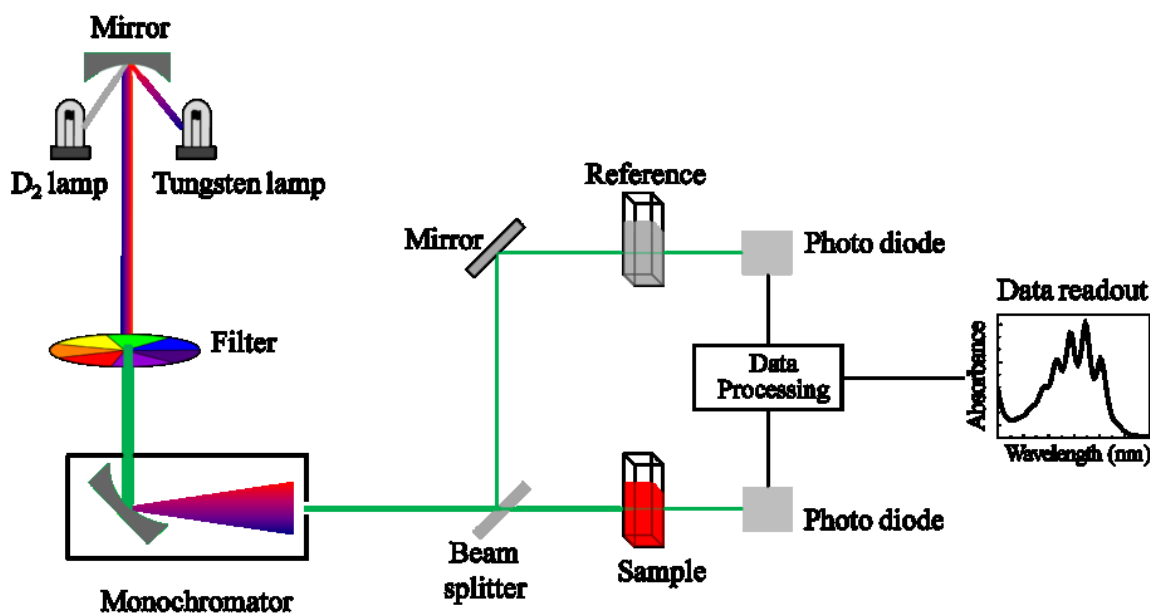 Mirror
D₂ lamp
Tungsten lamp
Reference
Mirror
Photo diode
Data readout
Filter
Data
Processing
Absorbance
Wavelength (nm)
Beam
splitter
Sample
Photo diode
Monochromator